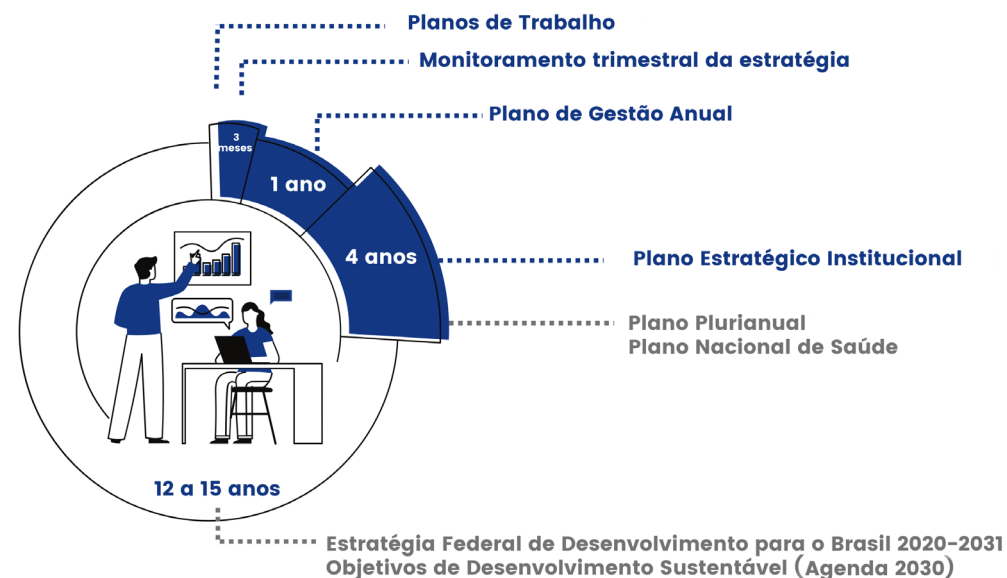 Planos de Trabalho
Monitoramento trimestral da estratégia
Plano de Gestão Anual
3
meses
1 ano
4 anos
Plano Estratégico Institucional
Plano Plurianual
Plano Nacional de Saúde
12 a 15 anos
Estratégia Federal de Desenvolvimento para o Brasil 2020-2031
Objetivos de Desenvolvimento Sustentável (Agenda 2030)